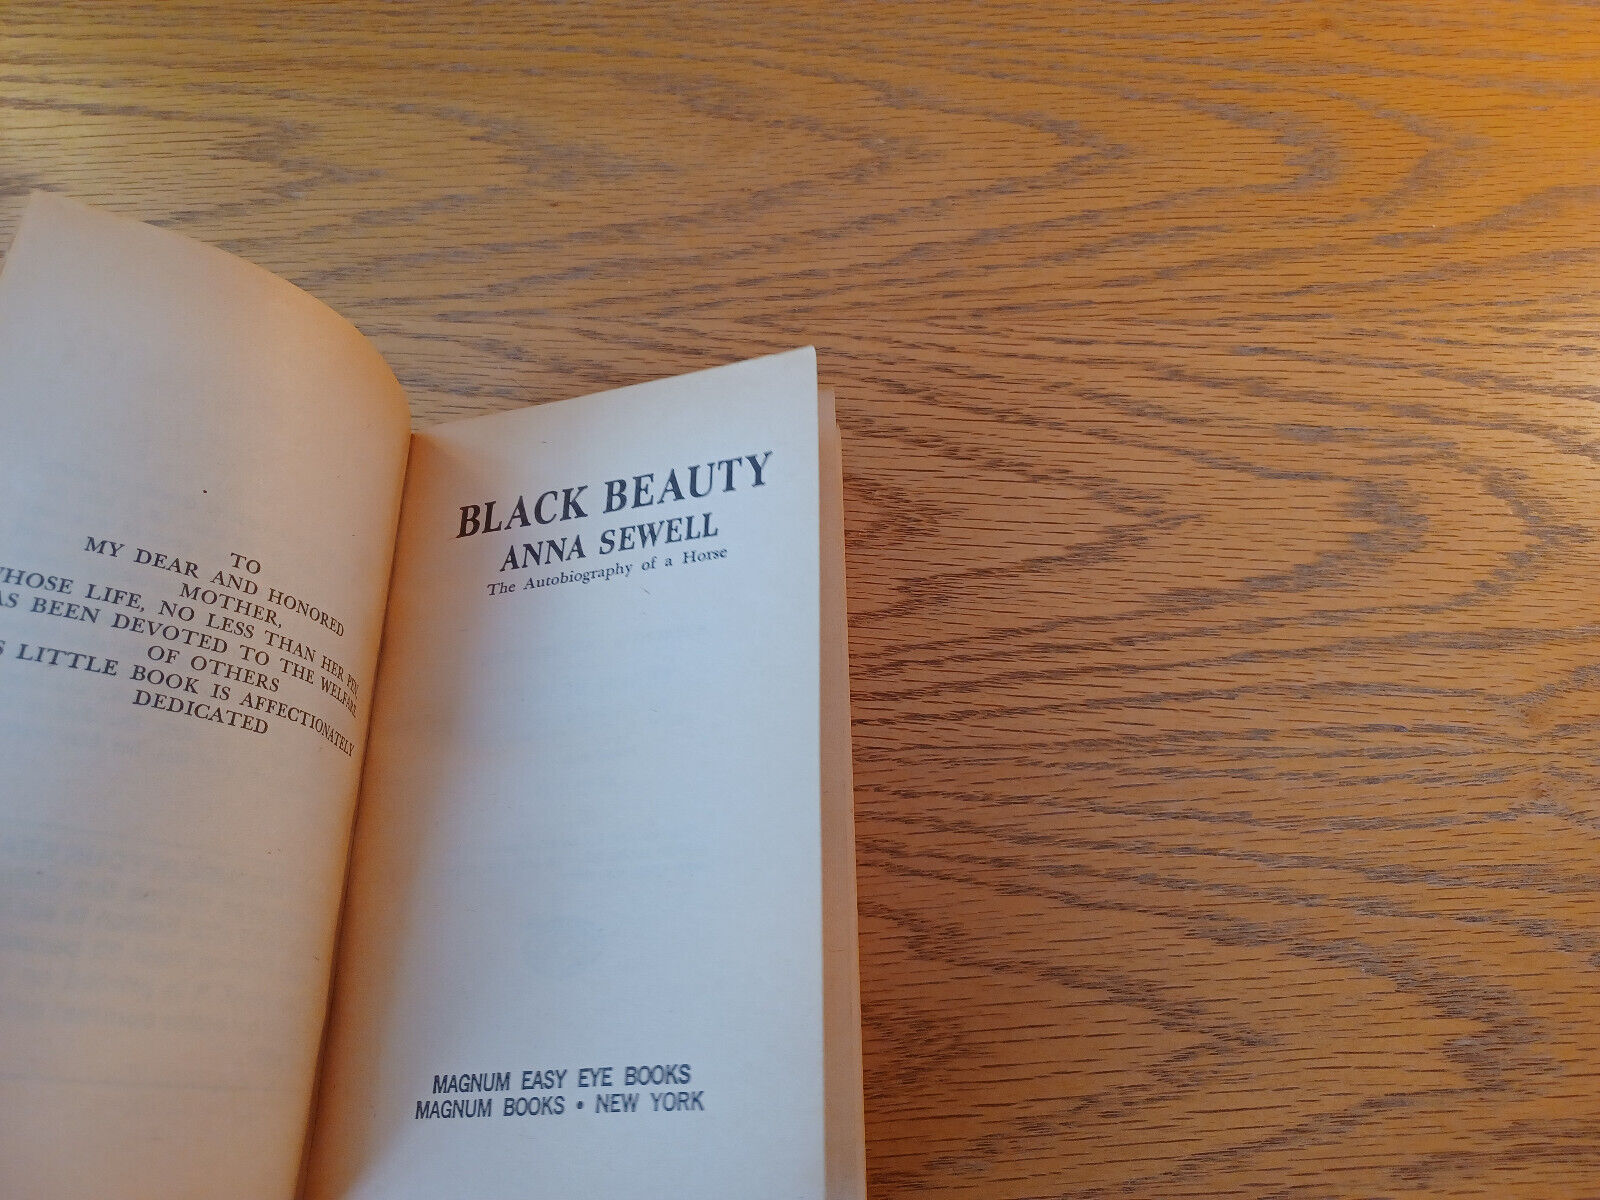 TO
MY DEAR AND HONORED
MOTHER,
WHOSE LIFE, NO LESS THAN HER PEN,
AS BEEN DEVOTED TO THE WELFARE
OF OTHERS
LITTLE BOOK IS AFFECTIONATELY
DEDICATED
BLACK BEAUTY
ANNA SEWELL
The Autobiography of a Horse
MAGNUM EASY EYE BOOKS
MAGNUM BOOKS • NEW YORK